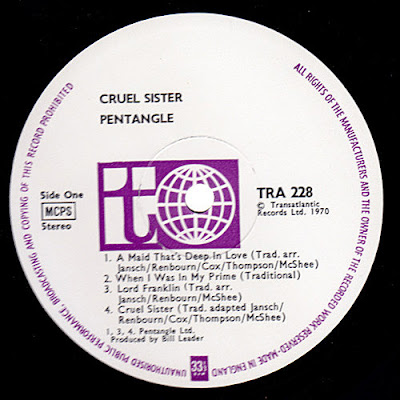 CRUEL SISTER
PENTANGLE
Side One
MCPS
Stereo
TRA 228
© Transatlantic
Records Ltd. 1970
1. A Maid That's Deep In Love (Trad. arr.
Jansch/Renbourn/Cox/Thompson/McShee)
2. When I Was In My Prime (Traditional)
3. Lord Franklin (Trad. arr.
Jansch/Renbourn/McShee)
4. Cruel Sister (Trad. adapted Jansch/
Renbourn/Cox/Thompson/McShee)
1, 3, 4. Pentangle Ltd.
Produced by Bill Leader
33⅓
ALL RIGHTS OF THE MANUFACTURERS AND THE OWNER OF THE RECORDED WORK RESERVED-MADE IN ENGLAND
UNAUTHORISED PUBLIC PERFORMANCE, BROADCASTING AND COPYING OF THIS RECORD PROHIBITED